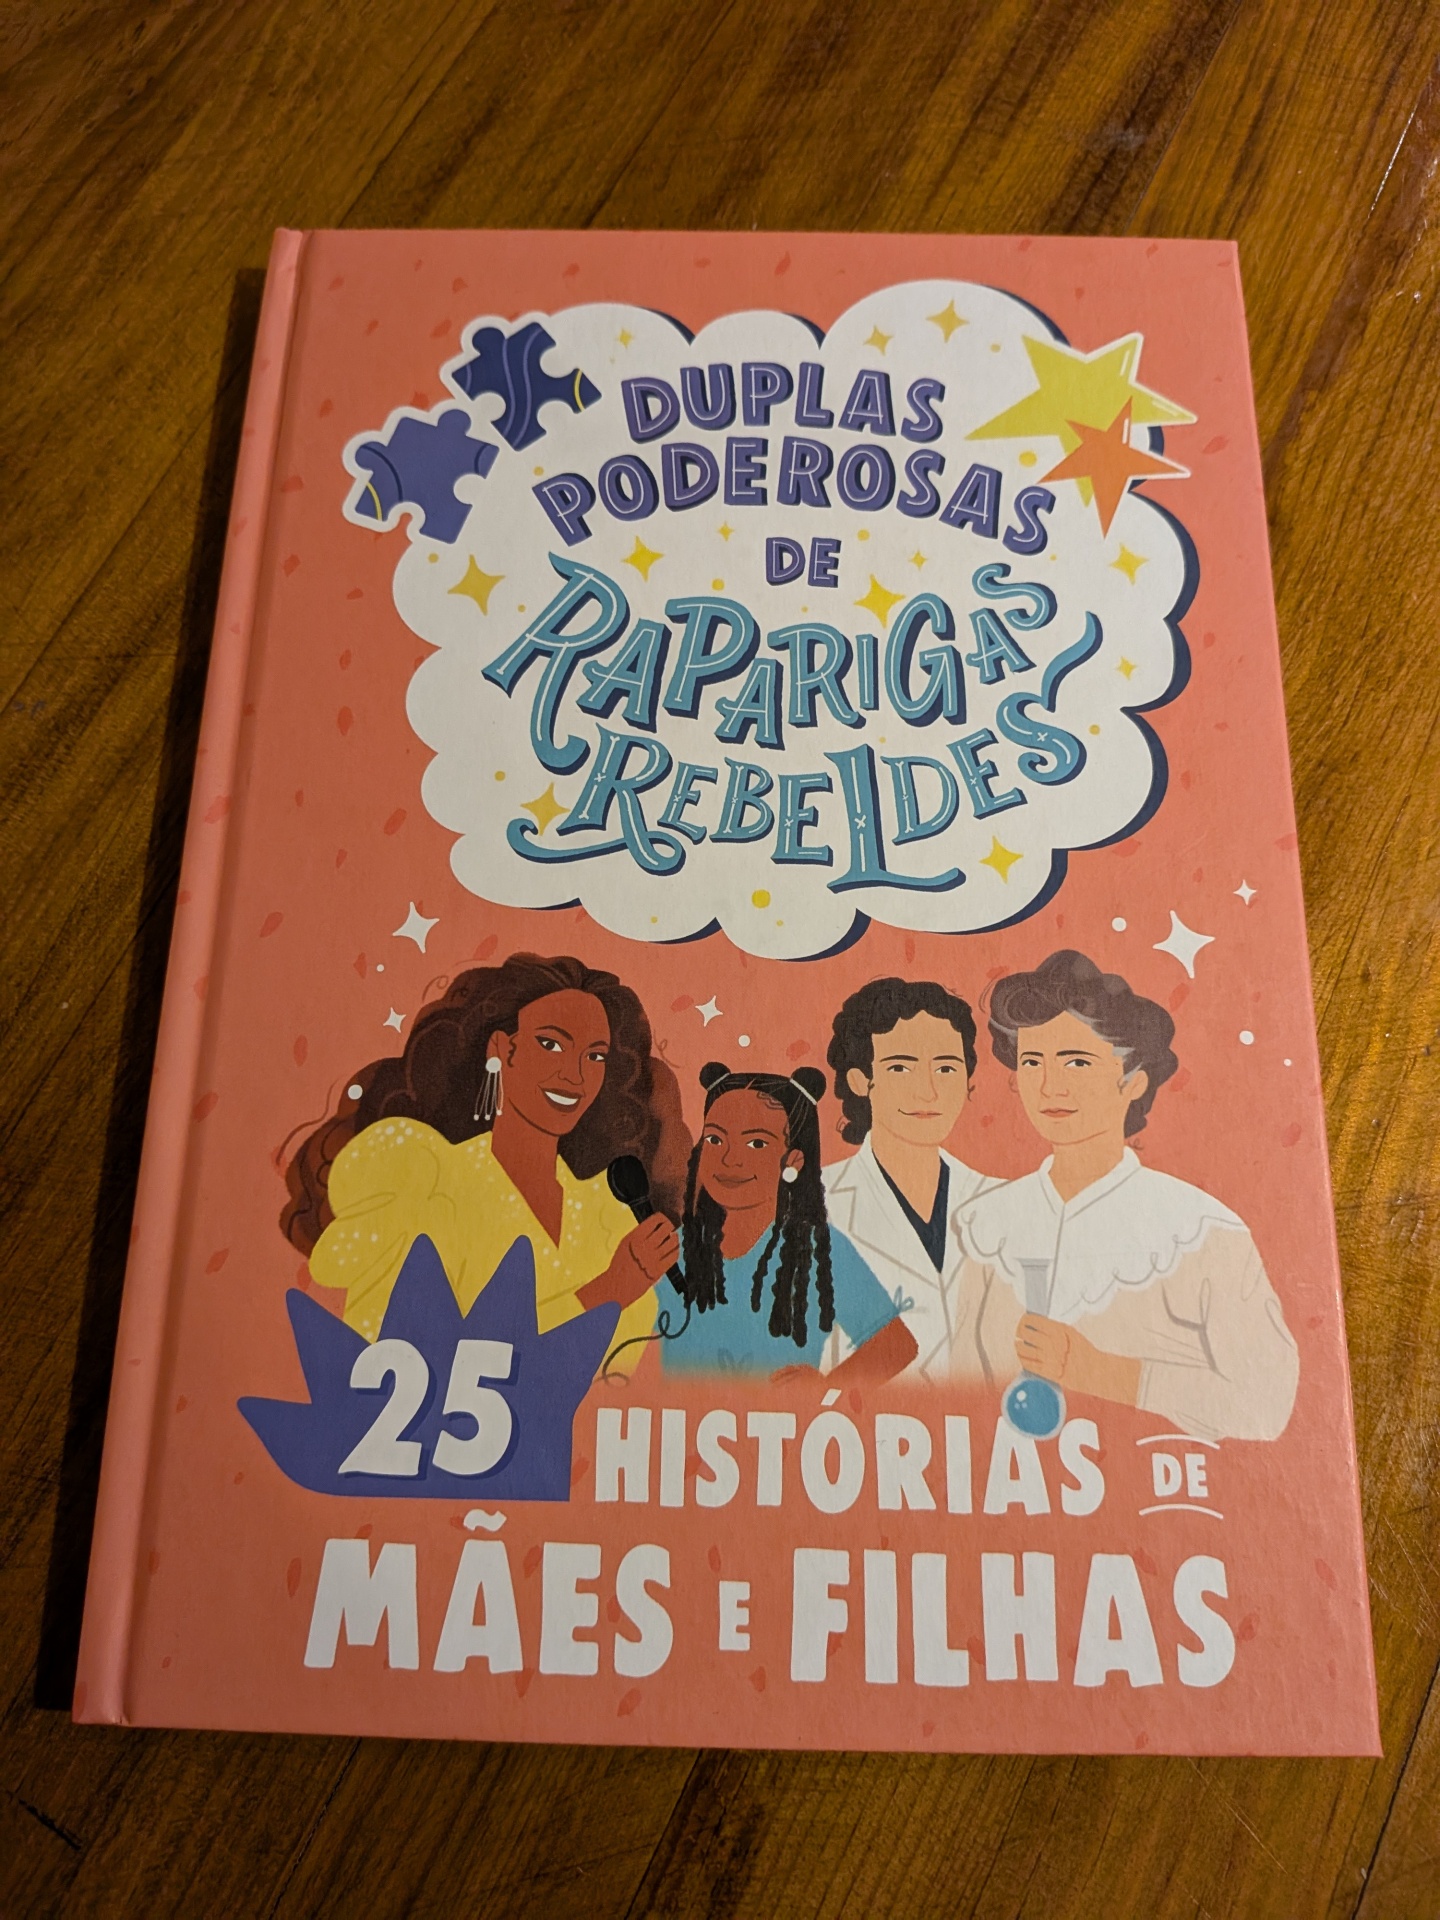 DUPLAS
PODEROSAS
DE
RAPARIGAS
REBELDES
25 HISTÓRIAS DE
MÃES E FILHAS